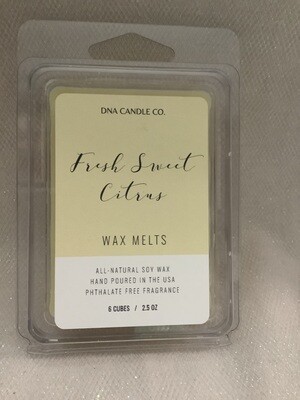 DNA CANDLE CO.
Fresh Sweet
Citrus
WAX MELTS
ALL-NATURAL SOY WAX
HAND POURED IN THE USA
PHTHALATE FREE FRAGRANCE
6 CUBES / 2.5 OZ